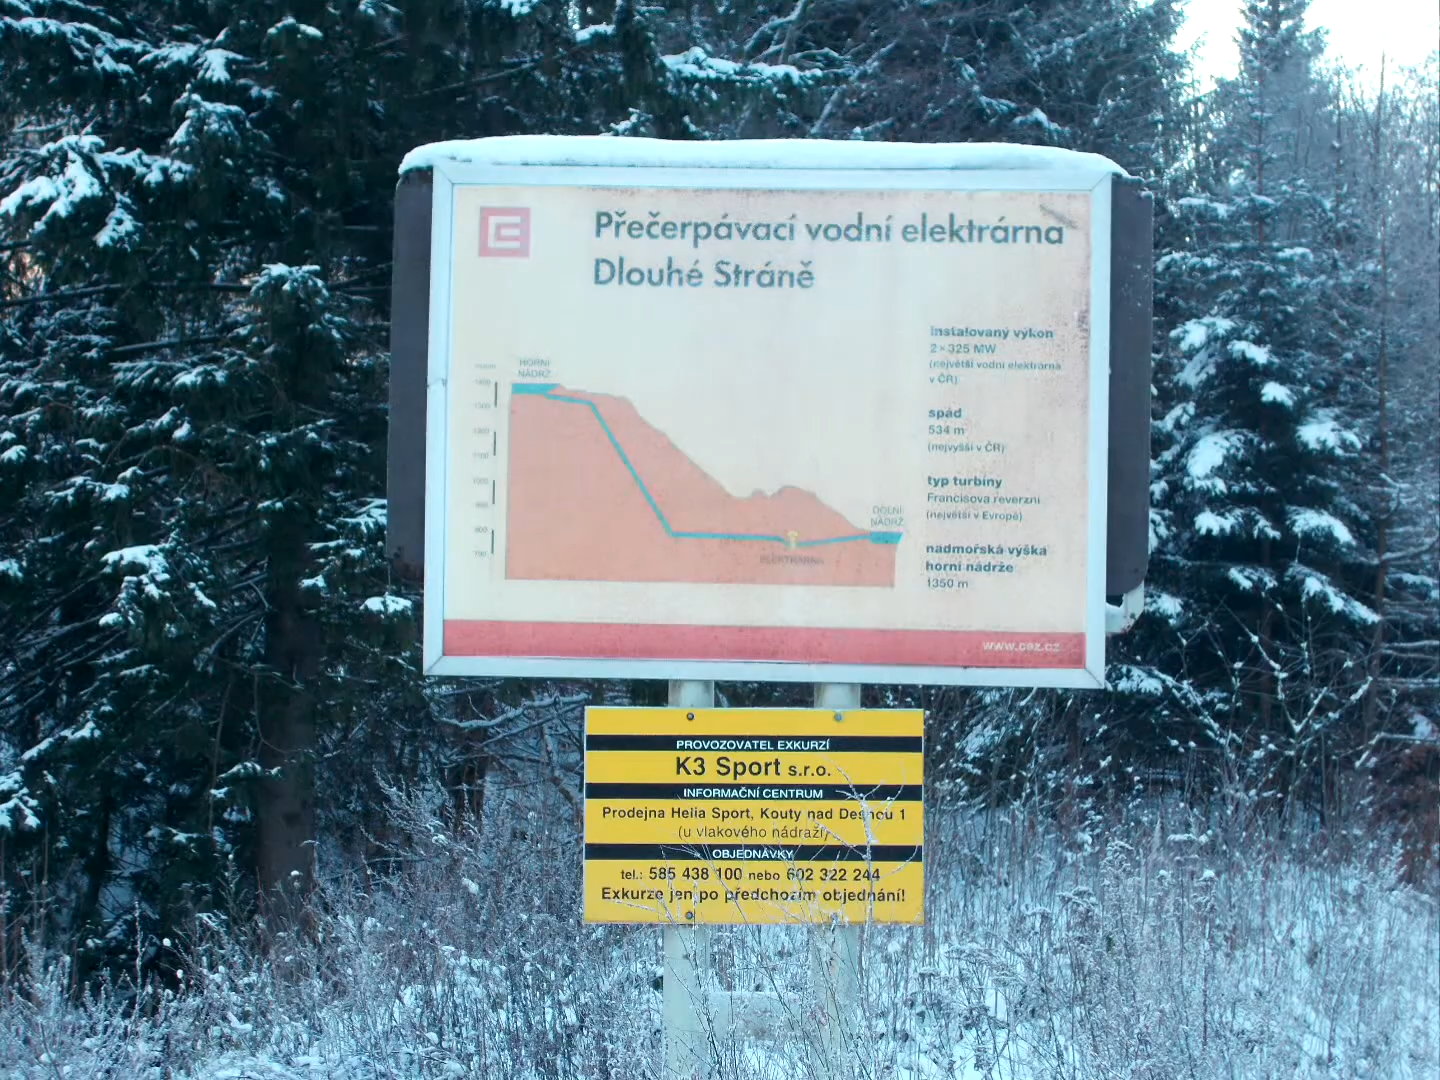 Přečerpávací vodní elektrárna
Dlouhé Stráně
Instalovaný výkon
2×325 MW
(největší vodní elektrárna
v ČR)
spád
534 m
(nejvyšší v ČR)
typ turbíny
Francisova reverzní
(největší v Evropě)
nadmořská výška
horní nádrže
1350 m
HORNÍ
NÁDRŽ
DOLNÍ
NÁDRŽ
ELEKTRÁRNA
www.cez.cz
PROVOZOVATEL EXKURZÍ
K3 Sport s.r.o.
INFORMAČNÍ CENTRUM
Prodejna Helia Sport, Kouty nad Desnou 1
(u vlakového nádraží)
OBJEDNÁVKY
tel.: 585 438 100 nebo 602 322 244
Exkurze jen po předchozím objednání!